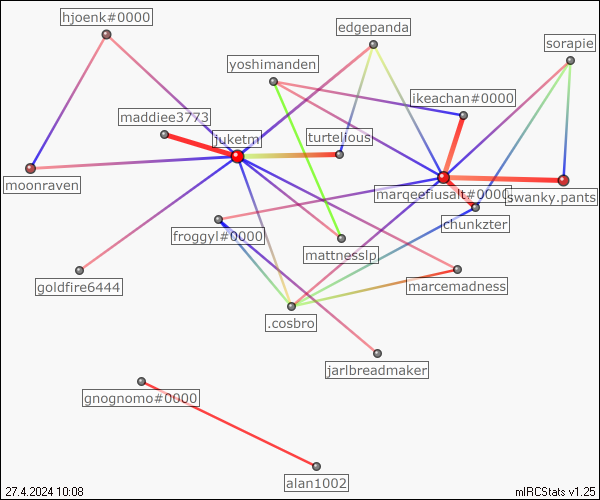 hjoenk#0000
edgepanda
sorapie
yoshimanden
ikeachan#0000
maddiee3773
juketm
turtelious
moonraven
marqeefiusalt#0000
swanky.pants
chunkzter
froggyl#0000
mattnesslp
goldfire6444
marcemadness
.cosbro
jarlbreadmaker
gnognomo#0000
alan1002
27.4.2024 10:08
mIRCStats v1.25